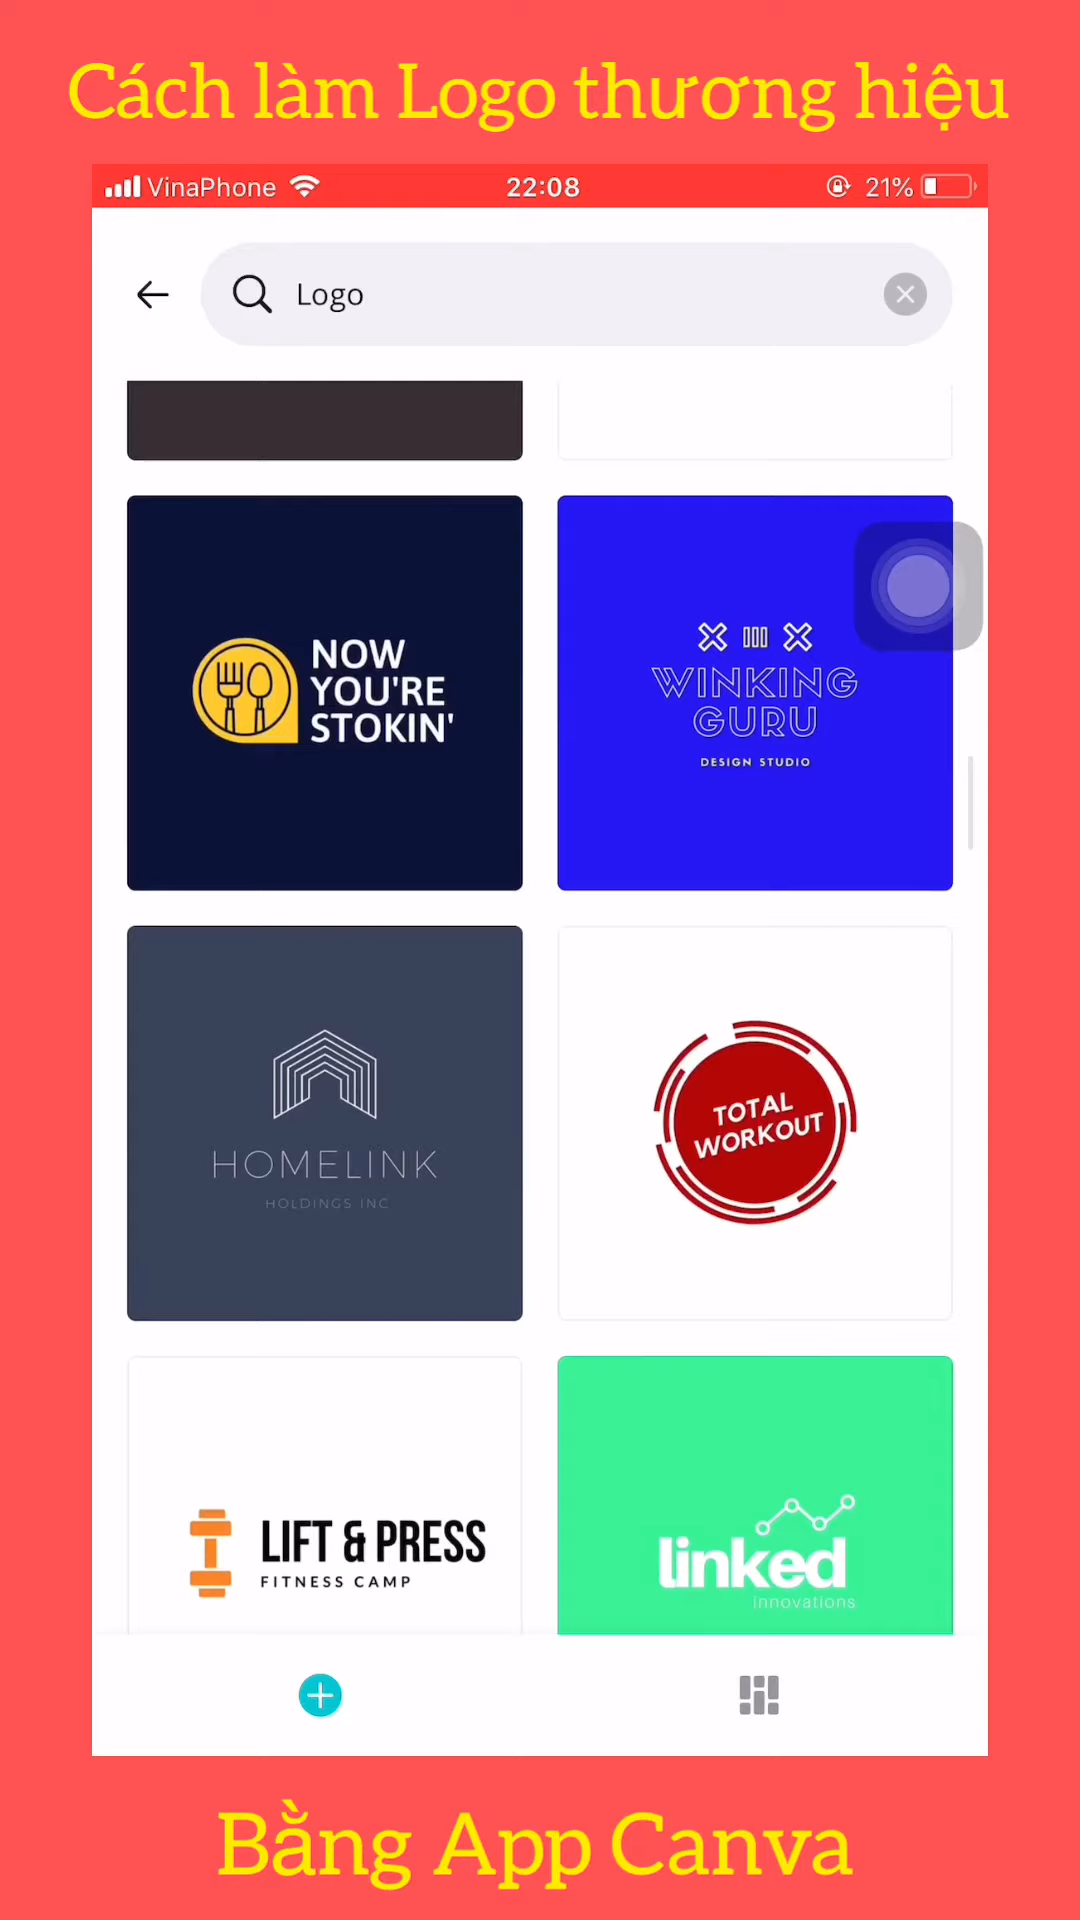 Cách làm Logo thương hiệu
VinaPhone 22:08 21%
Logo
NOW
YOU'RE
STOKIN'
WINKING
GURU
DESIGN STUDIO
HOMELINK
HOLDINGS INC
TOTAL
WORKOUT
LIFT & PRESS
FITNESS CAMP
linked
innovations
Bằng App Canva